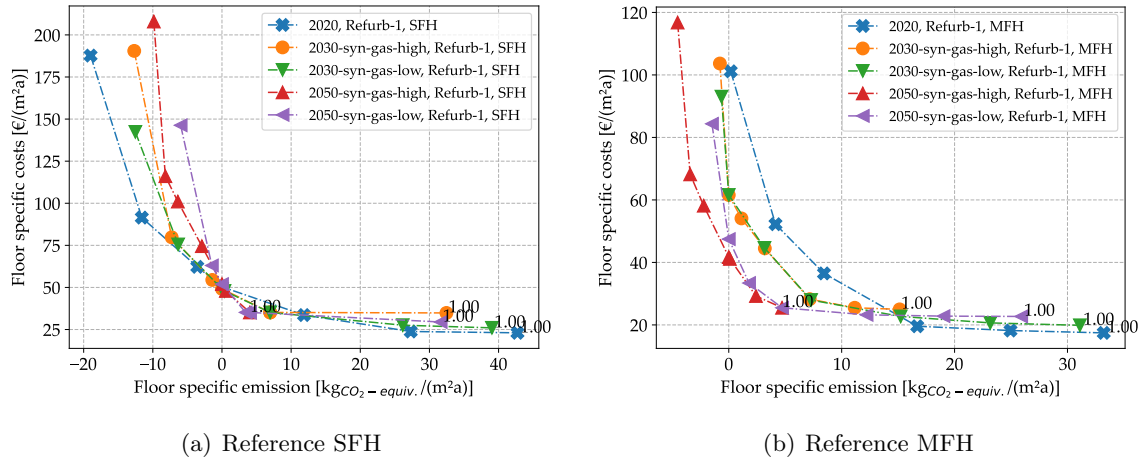 Floor specific costs [€/(m²a)]
200
175
150
125
100
75
50
25
2020, Refurb-1, SFH
2030-syn-gas-high, Refurb-1, SFH
2030-syn-gas-low, Refurb-1, SFH
2050-syn-gas-high, Refurb-1, SFH
2050-syn-gas-low, Refurb-1, SFH
1.00
1.00
1.00
1.00
1.00
−20 −10 0 10 20 30 40
Floor specific emission [kgCO2 − equiv./(m²a)]
(a) Reference SFH
Floor specific costs [€/(m²a)]
120
100
80
60
40
20
2020, Refurb-1, MFH
2030-syn-gas-high, Refurb-1, MFH
2030-syn-gas-low, Refurb-1, MFH
2050-syn-gas-high, Refurb-1, MFH
2050-syn-gas-low, Refurb-1, MFH
1.00
1.00
1.00
1.00
1.00
0 10 20 30
Floor specific emission [kgCO2 − equiv./(m²a)]
(b) Reference MFH